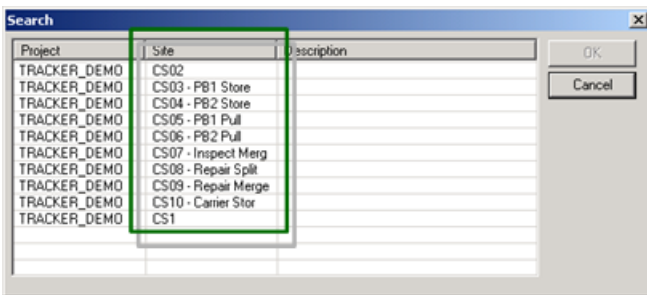 Search
Project Site Description
OK
TRACKER_DEMO CS02
TRACKER_DEMO CS03 - PB1 Store
Cancel
TRACKER_DEMO CS04 - PB2 Store
TRACKER_DEMO CS05 - PB1 Pull
TRACKER_DEMO CS06 - PB2 Pull
TRACKER_DEMO CS07 - Inspect Merg
TRACKER_DEMO CS08 - Repair Split
TRACKER_DEMO CS09 - Repair Merge
TRACKER_DEMO CS10 - Carrier Stor
TRACKER_DEMO CS1